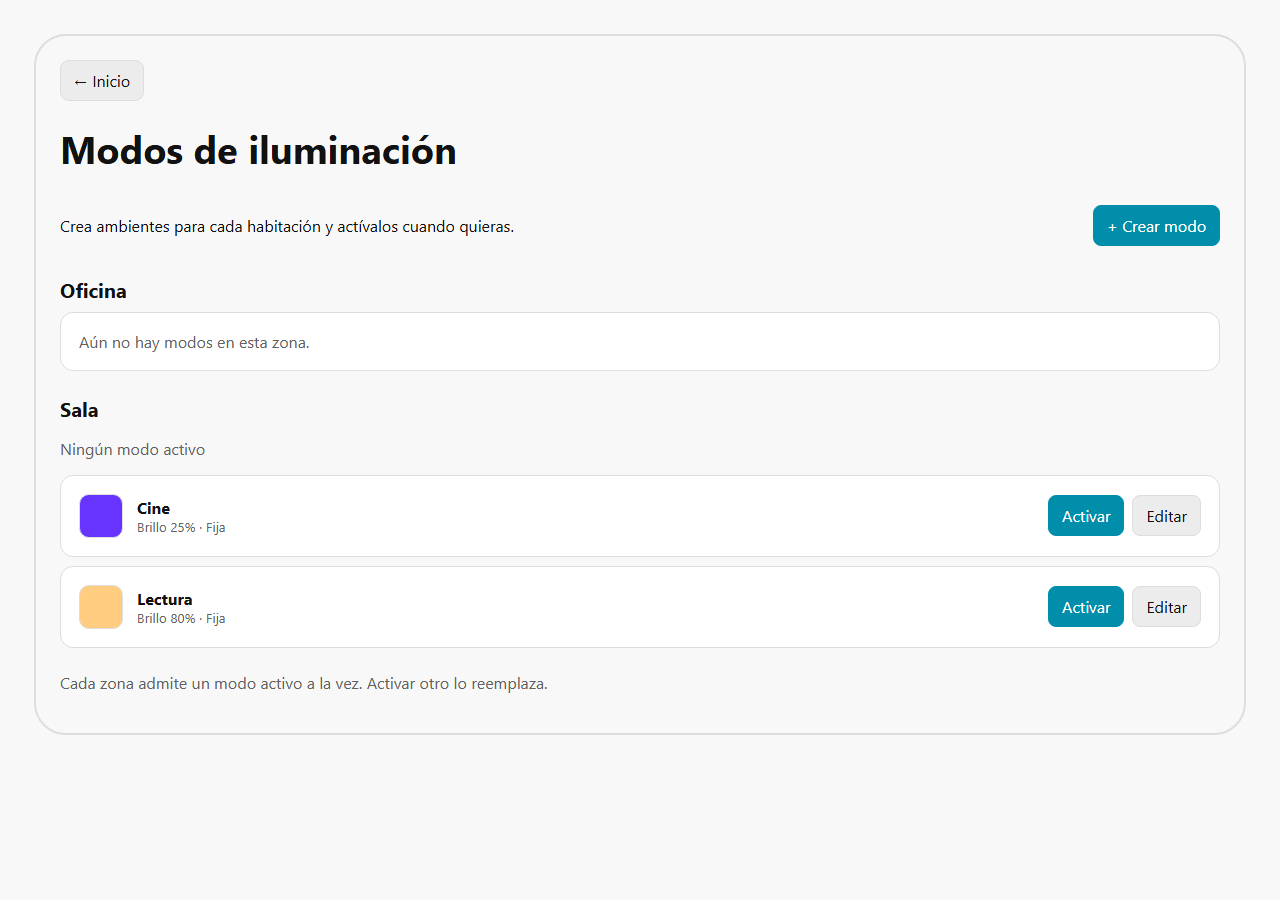 ← Inicio
Modos de iluminación
Crea ambientes para cada habitación y actívalos cuando quieras.
+ Crear modo
Oficina
Aún no hay modos en esta zona.
Sala
Ningún modo activo
Cine
Brillo 25% · Fija
Activar
Editar
Lectura
Brillo 80% · Fija
Activar
Editar
Cada zona admite un modo activo a la vez. Activar otro lo reemplaza.